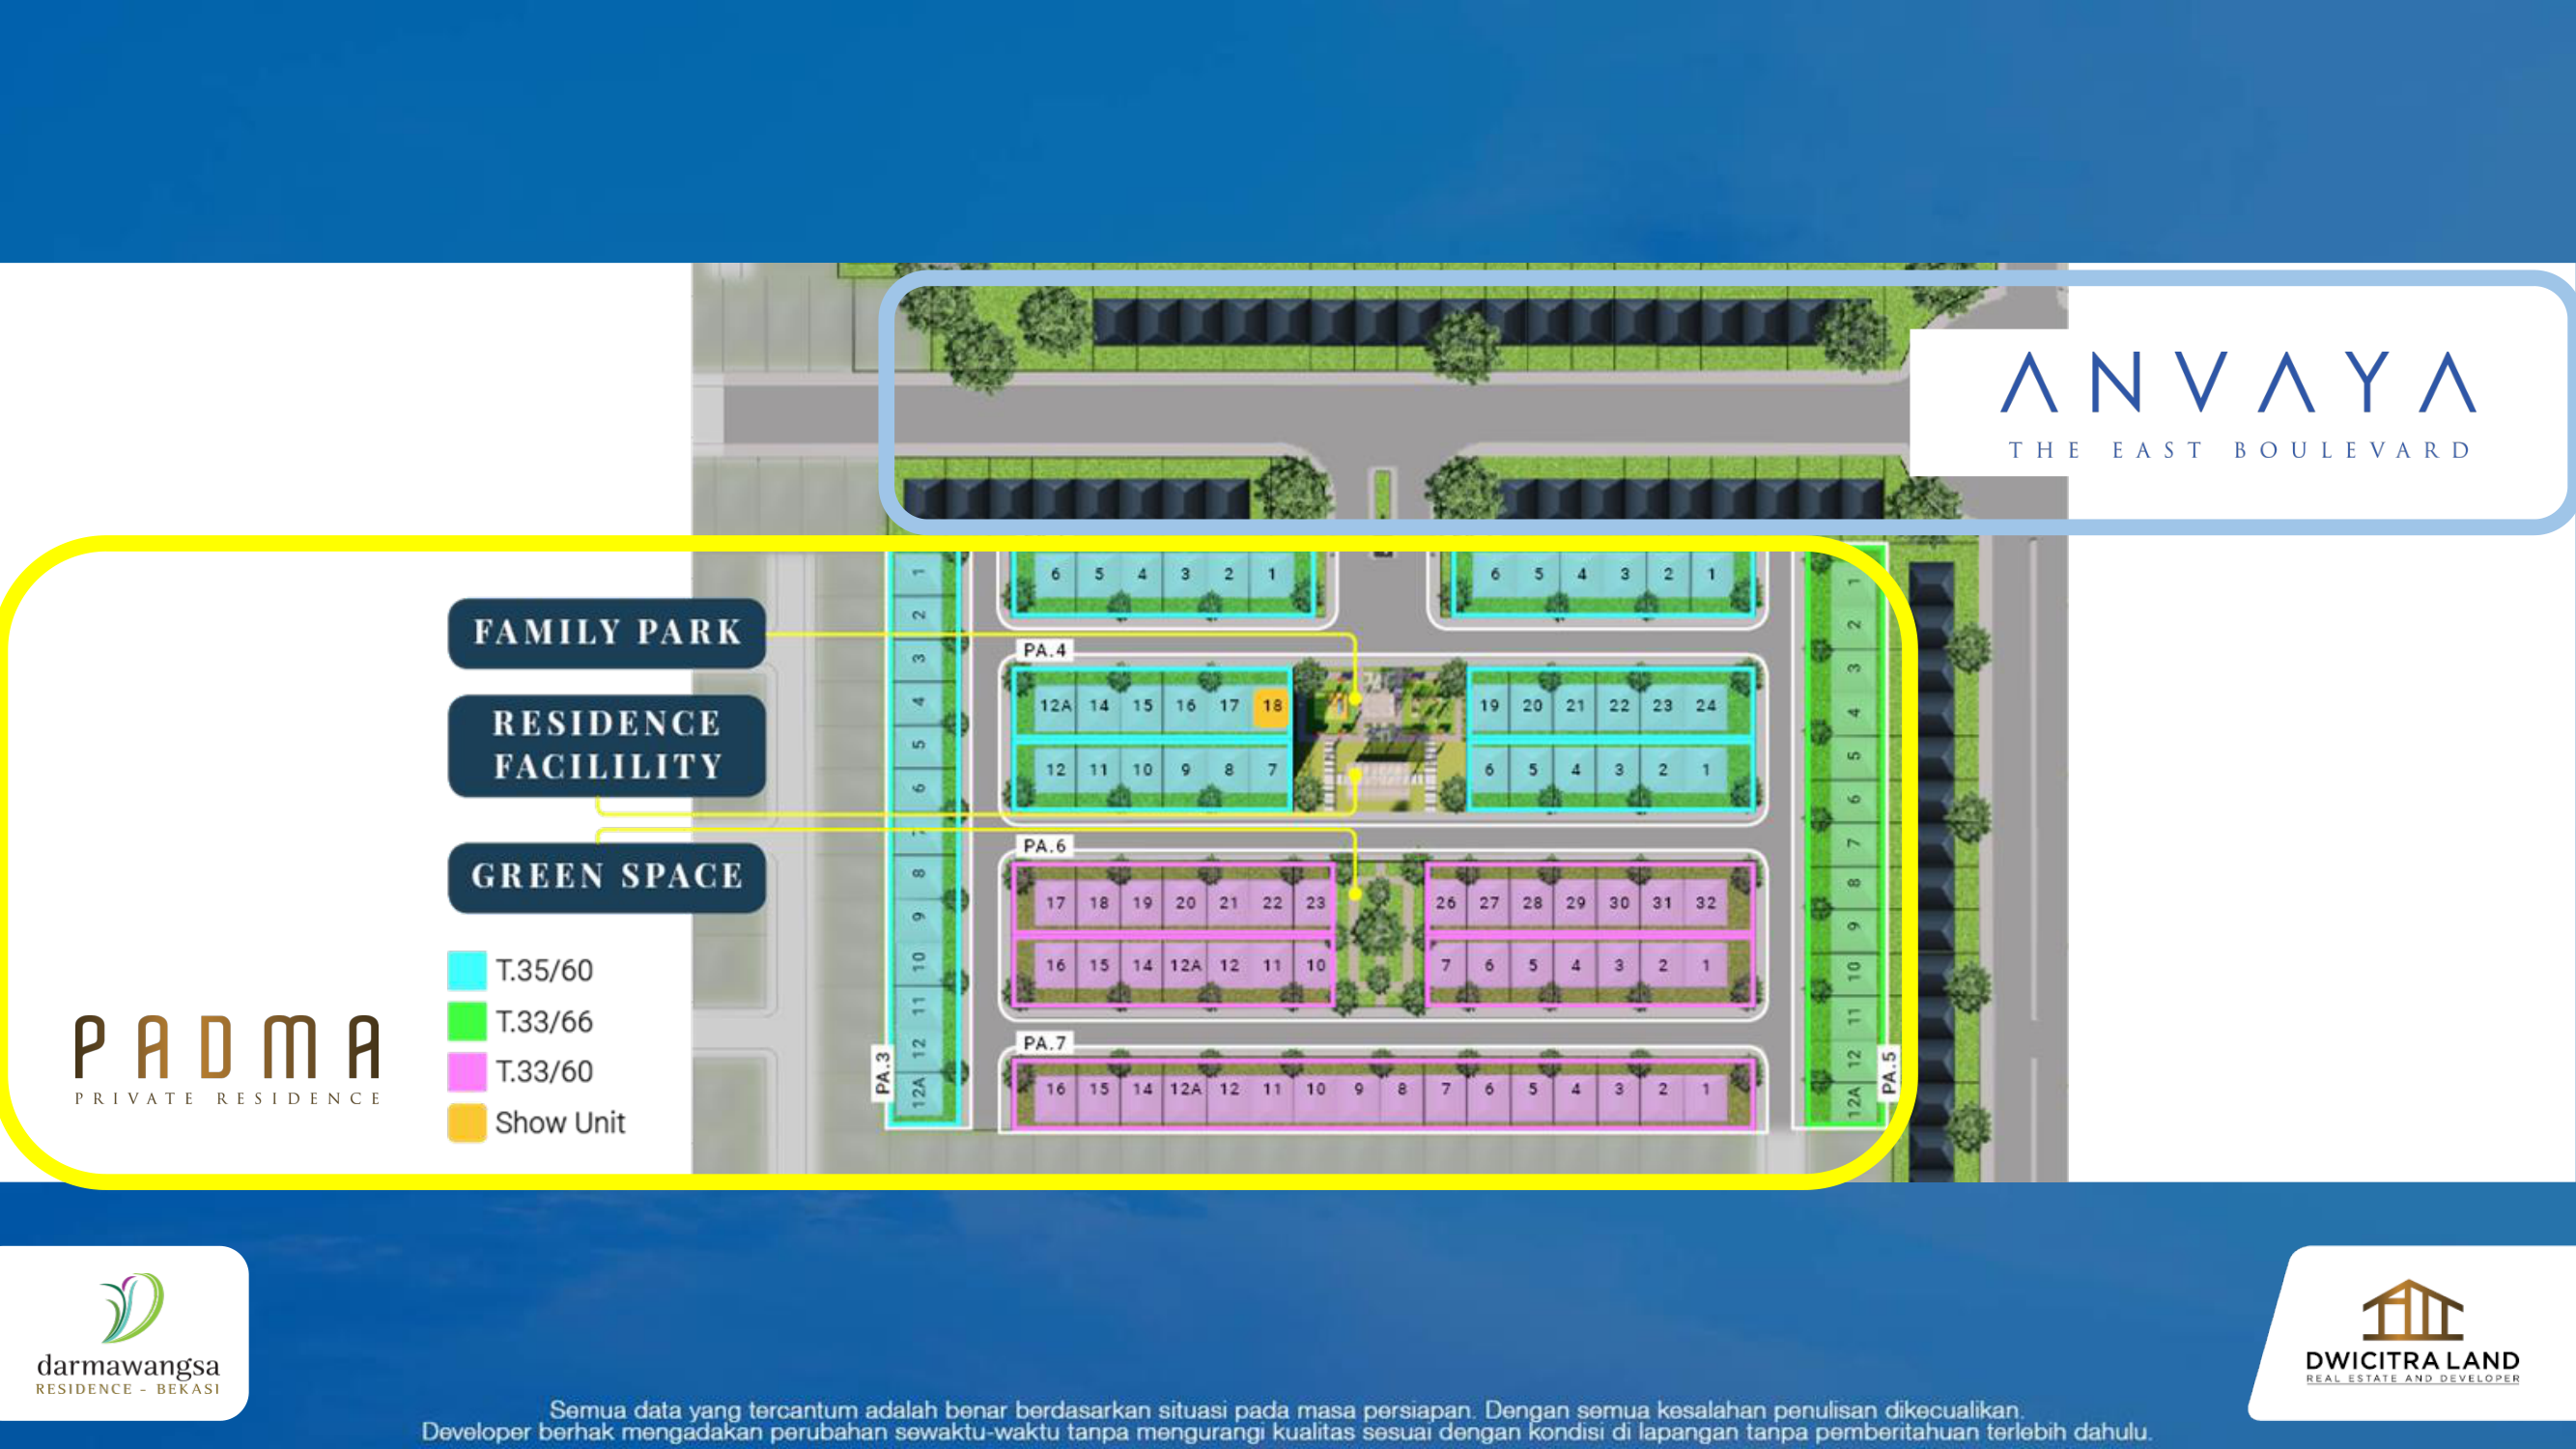 ANVAYA
THE EAST BOULEVARD
1
2
3
4
5
6
7
8
9
10
11
12
12A
PA.3
6 5 4 3 2 1
6 5 4 3 2 1
PA.4
12A 14 15 16 17 18
19 20 21 22 23 24
12 11 10 9 8 7
6 5 4 3 2 1
PA.6
17 18 19 20 21 22 23
26 27 28 29 30 31 32
16 15 14 12A 12 11 10
7 6 5 4 3 2 1
PA.7
16 15 14 12A 12 11 10 9 8 7 6 5 4 3 2 1
1
2
3
4
5
6
7
8
9
10
11
12
12A
PA.5
FAMILY PARK
RESIDENCE
FACILILITY
GREEN SPACE
T.35/60
T.33/66
T.33/60
Show Unit
PADMA
PRIVATE RESIDENCE
darmawangsa
RESIDENCE - BEKASI
DWICITRA LAND
REAL ESTATE AND DEVELOPER
Semua data yang tercantum adalah benar berdasarkan situasi pada masa persiapan. Dengan semua kesalahan penulisan dikecualikan.
Developer berhak mengadakan perubahan sewaktu-waktu tanpa mengurangi kualitas sesuai dengan kondisi di lapangan tanpa pemberitahuan terlebih dahulu.